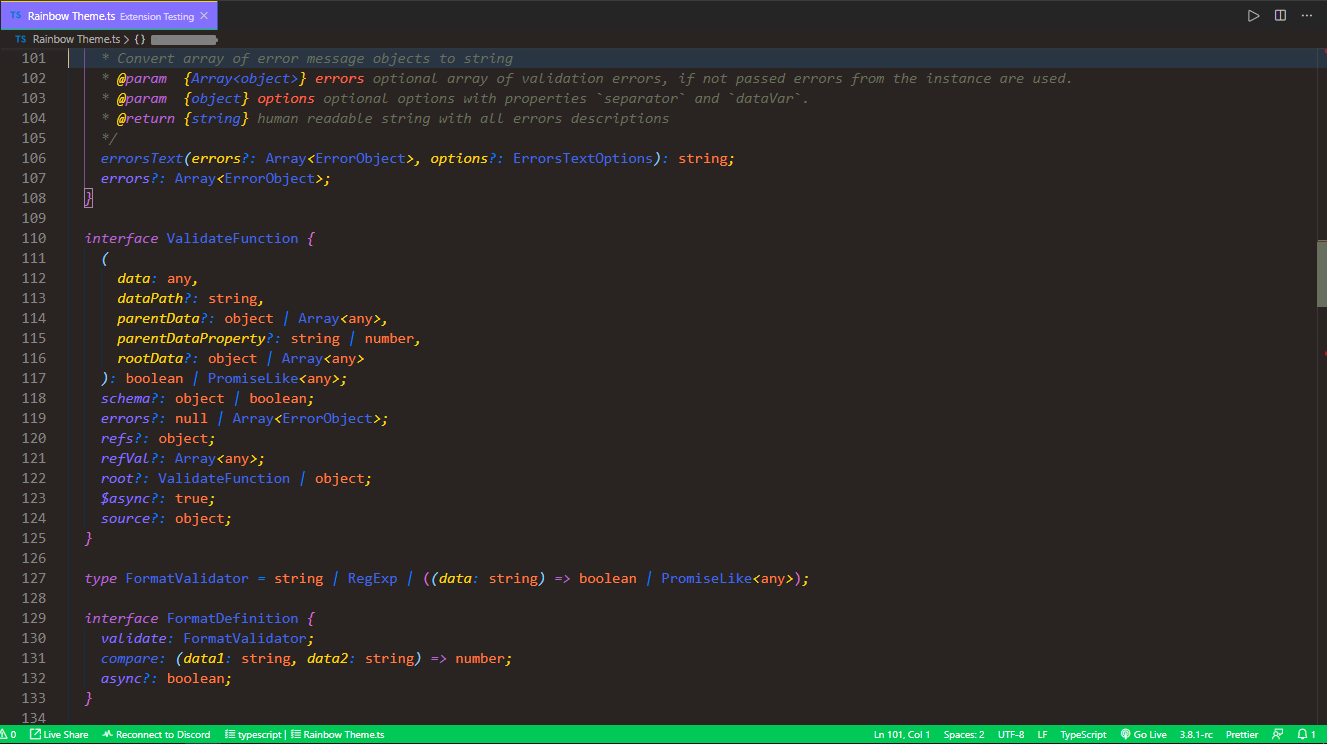 TS Rainbow Theme.ts Extension Testing ×
TS Rainbow Theme.ts > {}
101 * Convert array of error message objects to string
102 * @param {Array<object>} errors optional array of validation errors, if not passed errors from the instance are used.
103 * @param {object} options optional options with properties `separator` and `dataVar`.
104 * @return {string} human readable string with all errors descriptions
105 */
106 errorsText(errors?: Array<ErrorObject>, options?: ErrorsTextOptions): string;
107 errors?: Array<ErrorObject>;
108 }
109
110 interface ValidateFunction {
111 (
112 data: any,
113 dataPath?: string,
114 parentData?: object | Array<any>,
115 parentDataProperty?: string | number,
116 rootData?: object | Array<any>
117 ): boolean | PromiseLike<any>;
118 schema?: object | boolean;
119 errors?: null | Array<ErrorObject>;
120 refs?: object;
121 refVal?: Array<any>;
122 root?: ValidateFunction | object;
123 $async?: true;
124 source?: object;
125 }
126
127 type FormatValidator = string | RegExp | ((data: string) => boolean | PromiseLike<any>);
128
129 interface FormatDefinition {
130 validate: FormatValidator;
131 compare: (data1: string, data2: string) => number;
132 async?: boolean;
133 }
134
0 Live Share Reconnect to Discord typescript | Rainbow Theme.ts Ln 101, Col 1 Spaces: 2 UTF-8 LF TypeScript Go Live 3.8.1-rc Prettier 1